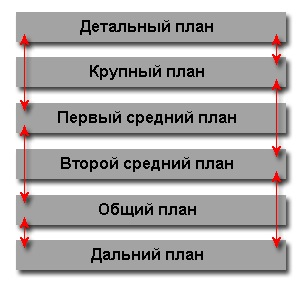 Детальный план
Крупный план
Первый средний план
Второй средний план
Общий план
Дальний план